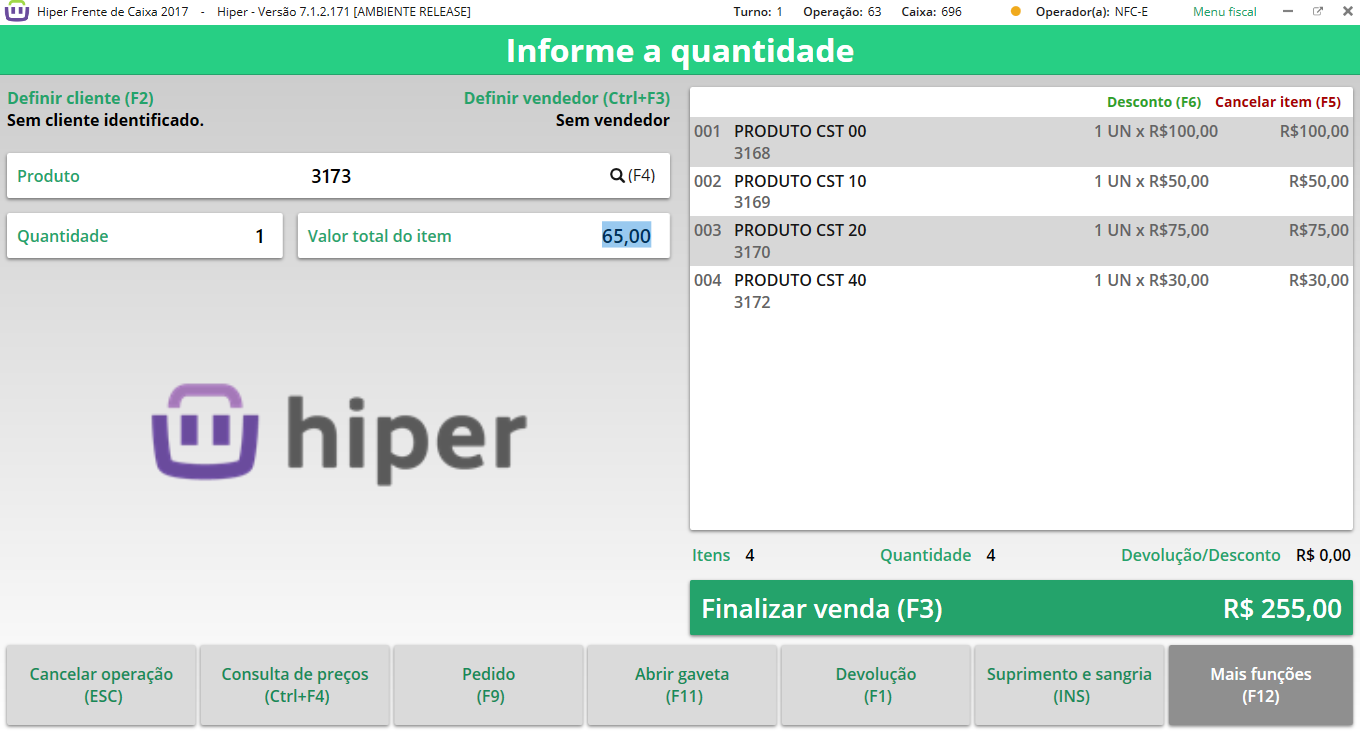 Hiper Frente de Caixa 2017 - Hiper - Versão 7.1.2.171 [AMBIENTE RELEASE] Turno: 1 Operação: 63 Caixa: 696 Operador(a): NFC-E Menu fiscal
Informe a quantidade
Definir cliente (F2) Definir vendedor (Ctrl+F3)
Sem cliente identificado. Sem vendedor
Produto 3173 (F4)
Quantidade 1 Valor total do item 65,00
hiper
Desconto (F6) Cancelar item (F5)
001 PRODUTO CST 00 1 UN x R$100,00 R$100,00
3168
002 PRODUTO CST 10 1 UN x R$50,00 R$50,00
3169
003 PRODUTO CST 20 1 UN x R$75,00 R$75,00
3170
004 PRODUTO CST 40 1 UN x R$30,00 R$30,00
3172
Itens 4 Quantidade 4 Devolução/Desconto R$ 0,00
Finalizar venda (F3) R$ 255,00
Cancelar operação (ESC)
Consulta de preços (Ctrl+F4)
Pedido (F9)
Abrir gaveta (F11)
Devolução (F1)
Suprimento e sangria (INS)
Mais funções (F12)